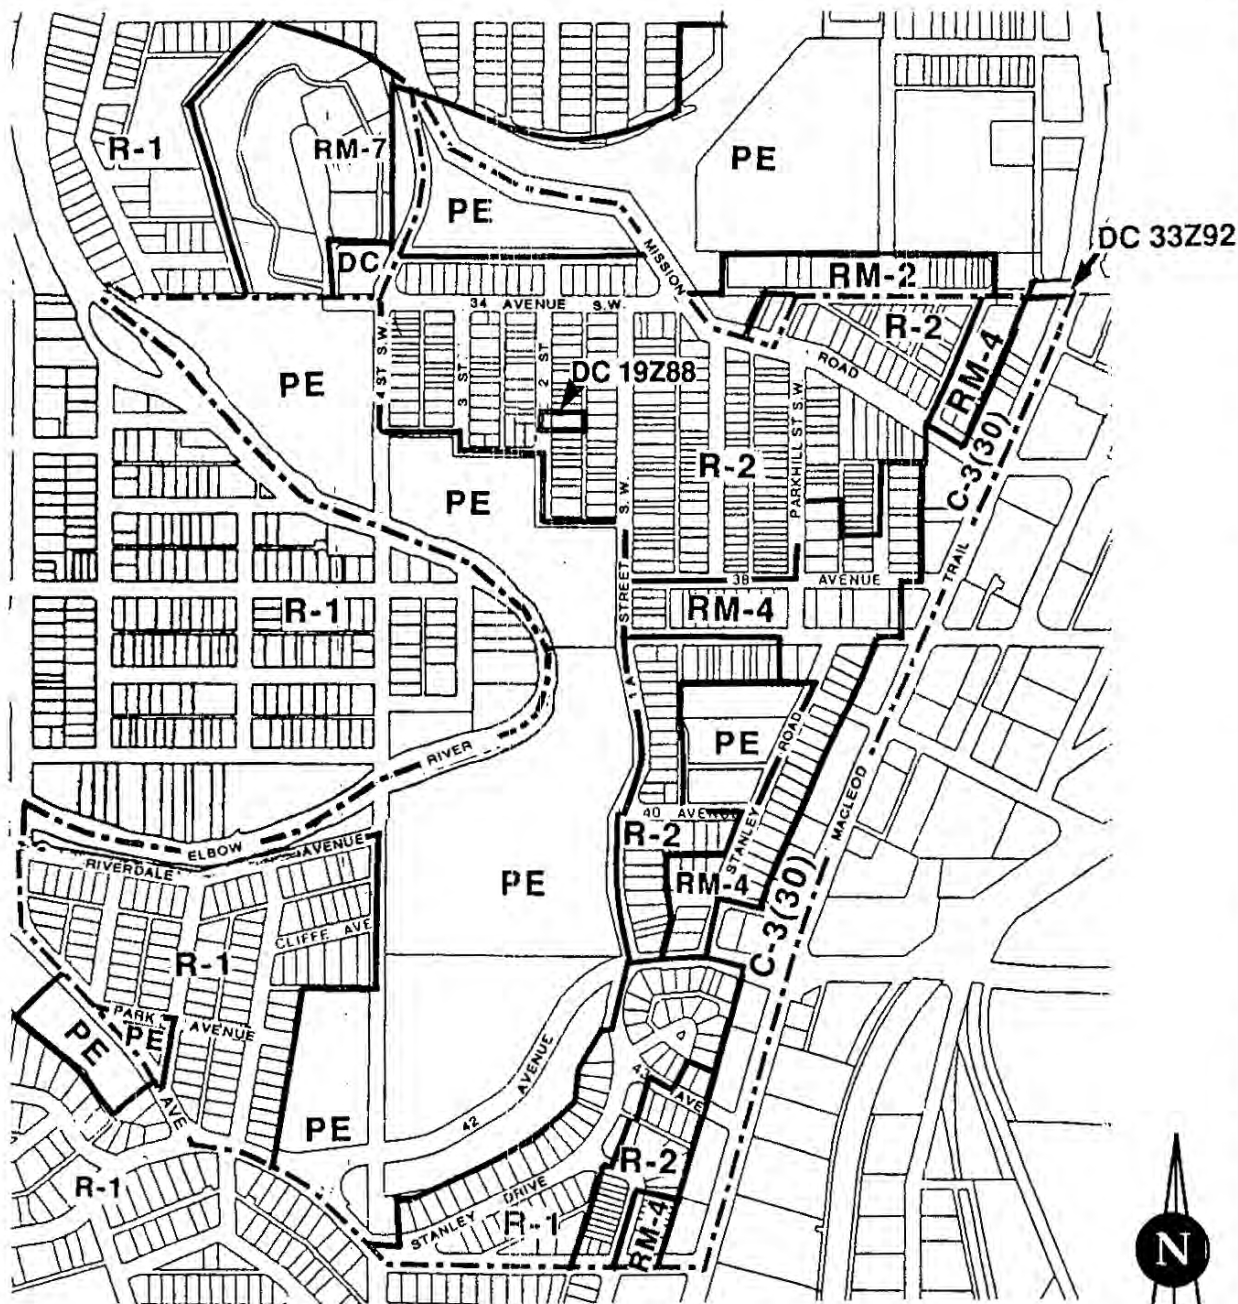 R-1
RM-7
PE
PE
DC 33Z92
DC
RM-2
MISSION
34 AVENUE S.W.
R-2
ROAD
RM-4
PE
4 ST S.W.
3 ST
2 ST
DC 19Z88
PARKHILL ST S.W.
C-3(30)
R-2
PE
S.W.
38 AVENUE
TRAIL
R-1
STREET
RM-4
1A
PE
ROAD
RIVER
MACLEOD
40 AVENUE
R-2
STANLEY
ELBOW
AVENUE
RIVERDALE
PE
RM-4
C-3(30)
CLIFFE AVE
R-1
PARK
AVENUE
PE
PE
AVE
AVENUE
42
43 AVE
PE
R-2
R-1
STANLEY
DRIVE
R-1
RM-4
N